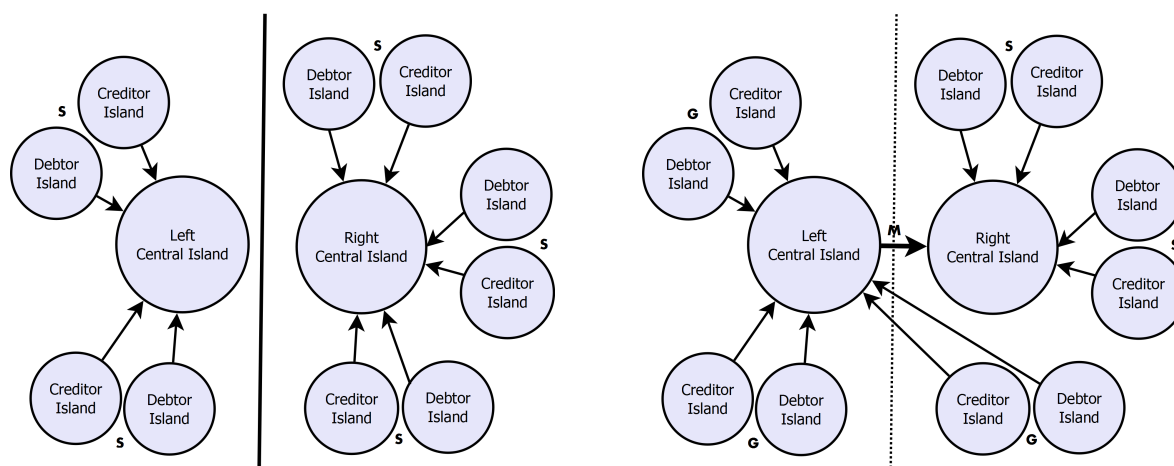 Creditor
Island
S
Debtor
Island
Left
Central Island
Creditor
Island
Debtor
Island
S
Debtor
Island
S
Creditor
Island
Debtor
Island
S
Creditor
Island
Right
Central Island
Creditor
Island
Debtor
Island
S
Creditor
Island
G
Debtor
Island
Left
Central Island
M
Creditor
Island
Debtor
Island
G
Debtor
Island
S
Creditor
Island
Debtor
Island
Creditor
Island
Right
Central Island
Creditor
Island
Debtor
Island
G